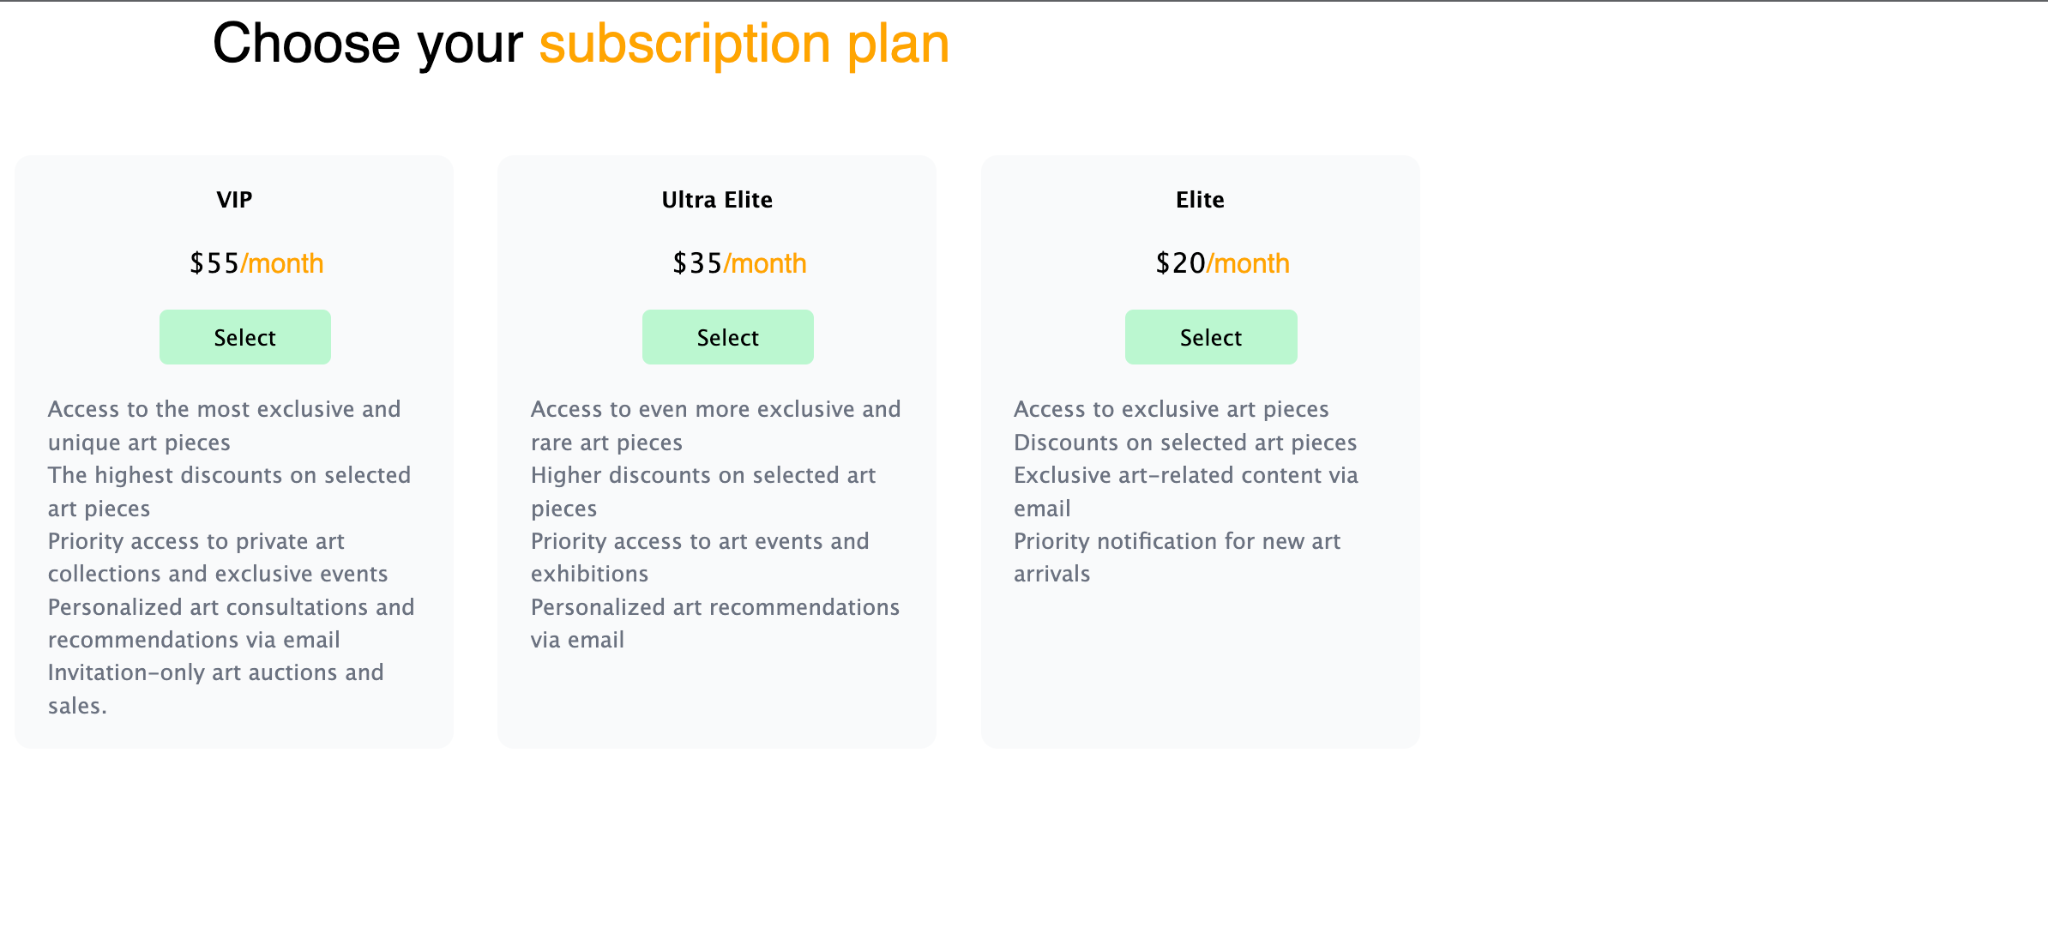 Choose your subscription plan
VIP
$55/month
Select
Access to the most exclusive and
unique art pieces
The highest discounts on selected
art pieces
Priority access to private art
collections and exclusive events
Personalized art consultations and
recommendations via email
Invitation-only art auctions and
sales.
Ultra Elite
$35/month
Select
Access to even more exclusive and
rare art pieces
Higher discounts on selected art
pieces
Priority access to art events and
exhibitions
Personalized art recommendations
via email
Elite
$20/month
Select
Access to exclusive art pieces
Discounts on selected art pieces
Exclusive art-related content via
email
Priority notification for new art
arrivals